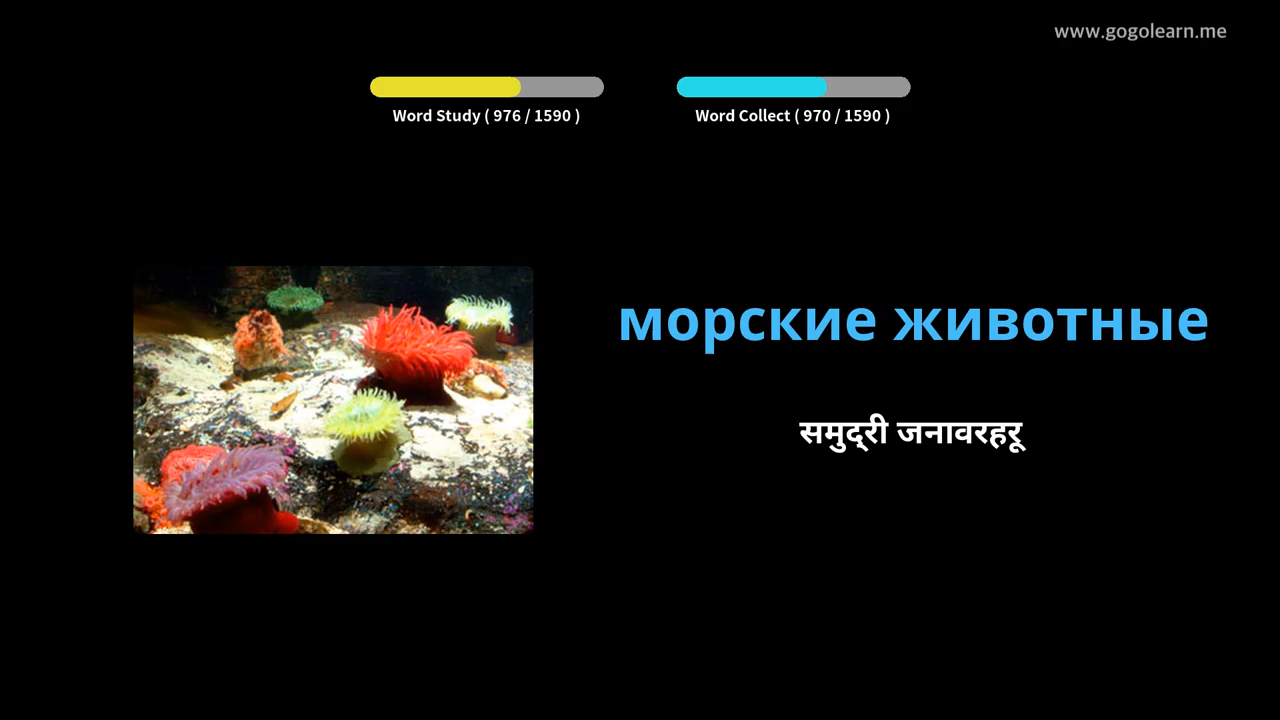 www.gogolearn.me
Word Study ( 976 / 1590 )
Word Collect ( 970 / 1590 )
морские животные
समुद्री जनावरहरू